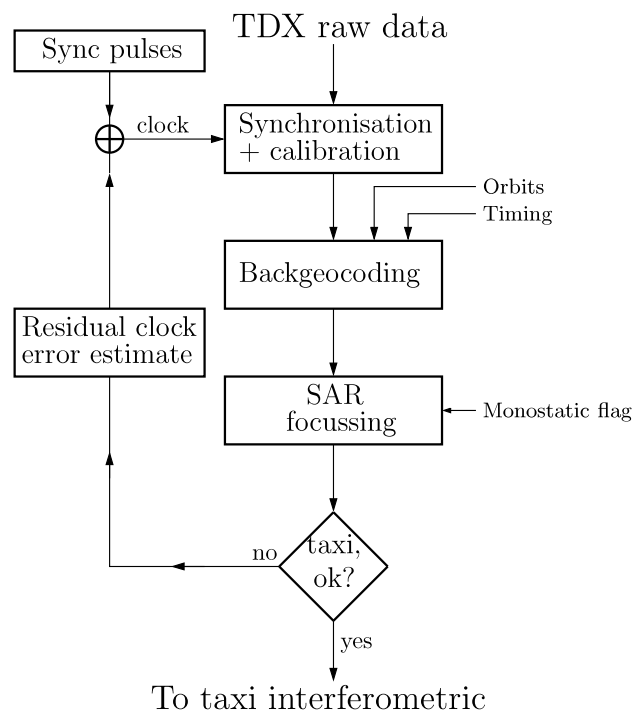 TDX raw data
Sync pulses
clock
Synchronisation
+ calibration
Orbits
Timing
Backgeocoding
Residual clock
error estimate
SAR
focussing
Monostatic flag
no
taxi,
ok?
yes
To taxi interferometric